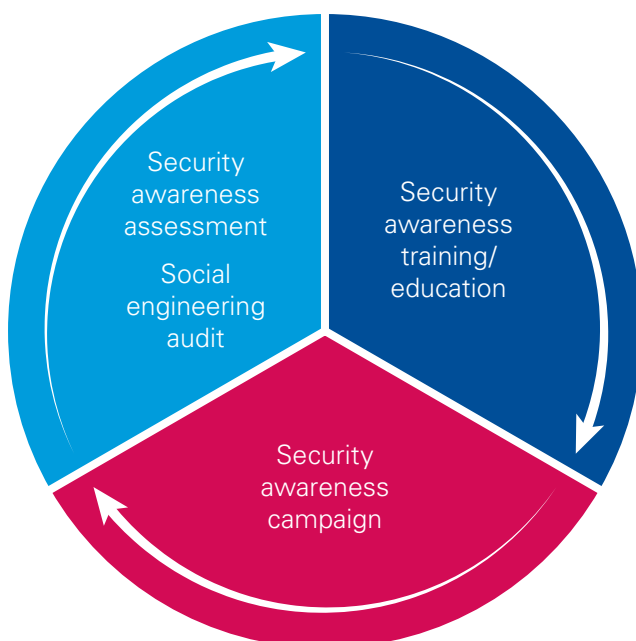 Security
awareness
assessment
Social
engineering
audit
Security
awareness
training/
education
Security
awareness
campaign